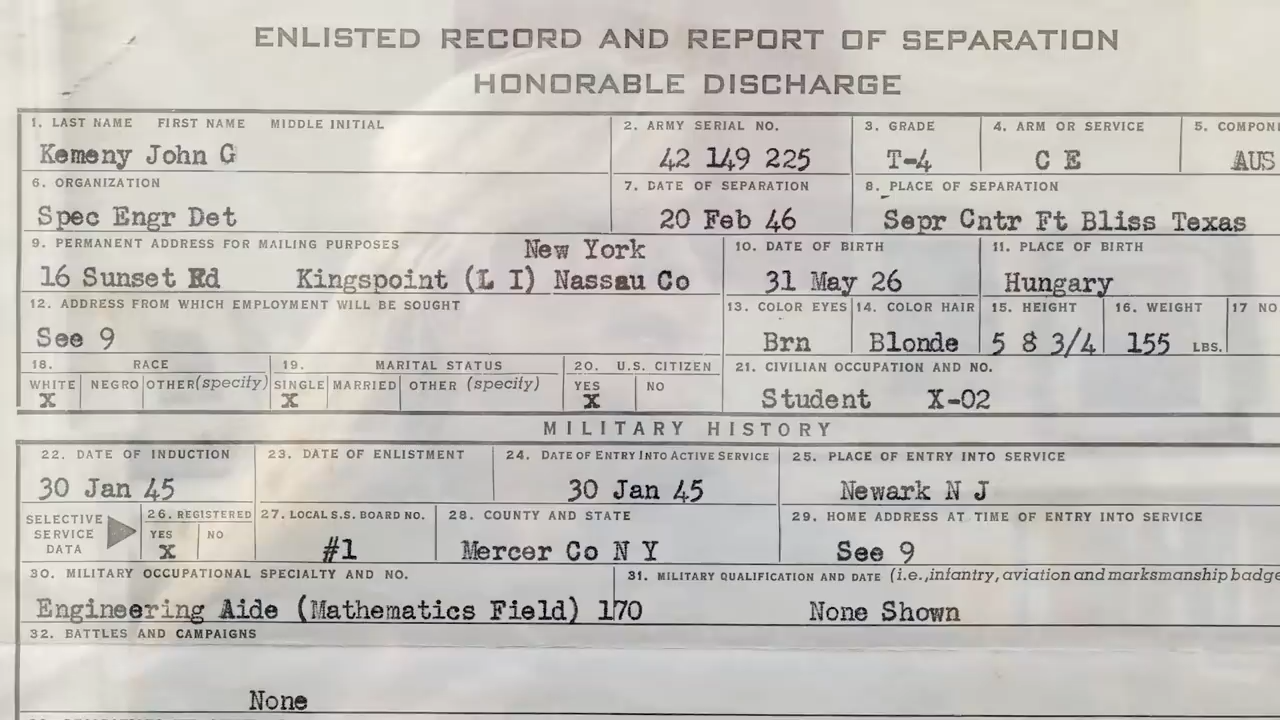 ENLISTED RECORD AND REPORT OF SEPARATION
HONORABLE DISCHARGE
1. LAST NAME FIRST NAME MIDDLE INITIAL
Kemeny John G
2. ARMY SERIAL NO.
42 149 225
3. GRADE
T-4
4. ARM OR SERVICE
C E
5. COMPON
AUS
6. ORGANIZATION
Spec Engr Det
7. DATE OF SEPARATION
20 Feb 46
8. PLACE OF SEPARATION
Sepr Cntr Ft Bliss Texas
9. PERMANENT ADDRESS FOR MAILING PURPOSES
New York
16 Sunset Rd Kingspoint (L I) Nassau Co
10. DATE OF BIRTH
31 May 26
11. PLACE OF BIRTH
Hungary
12. ADDRESS FROM WHICH EMPLOYMENT WILL BE SOUGHT
See 9
13. COLOR EYES
Brn
14. COLOR HAIR
Blonde
15. HEIGHT
5 8 3/4
16. WEIGHT
155 LBS.
17 NO
18. RACE
WHITE NEGRO OTHER (specify)
X
19. MARITAL STATUS
SINGLE MARRIED OTHER (specify)
X
20. U.S. CITIZEN
YES NO
X
21. CIVILIAN OCCUPATION AND NO.
Student X-02
MILITARY HISTORY
22. DATE OF INDUCTION
30 Jan 45
23. DATE OF ENLISTMENT
24. DATE OF ENTRY INTO ACTIVE SERVICE
30 Jan 45
25. PLACE OF ENTRY INTO SERVICE
Newark N J
SELECTIVE
SERVICE
DATA
26. REGISTERED
YES NO
X
27. LOCAL S.S. BOARD NO.
#1
28. COUNTY AND STATE
Mercer Co N Y
29. HOME ADDRESS AT TIME OF ENTRY INTO SERVICE
See 9
30. MILITARY OCCUPATIONAL SPECIALTY AND NO.
Engineering Aide (Mathematics Field) 170
31. MILITARY QUALIFICATION AND DATE (i.e., infantry, aviation and marksmanship badge
None Shown
32. BATTLES AND CAMPAIGNS
None